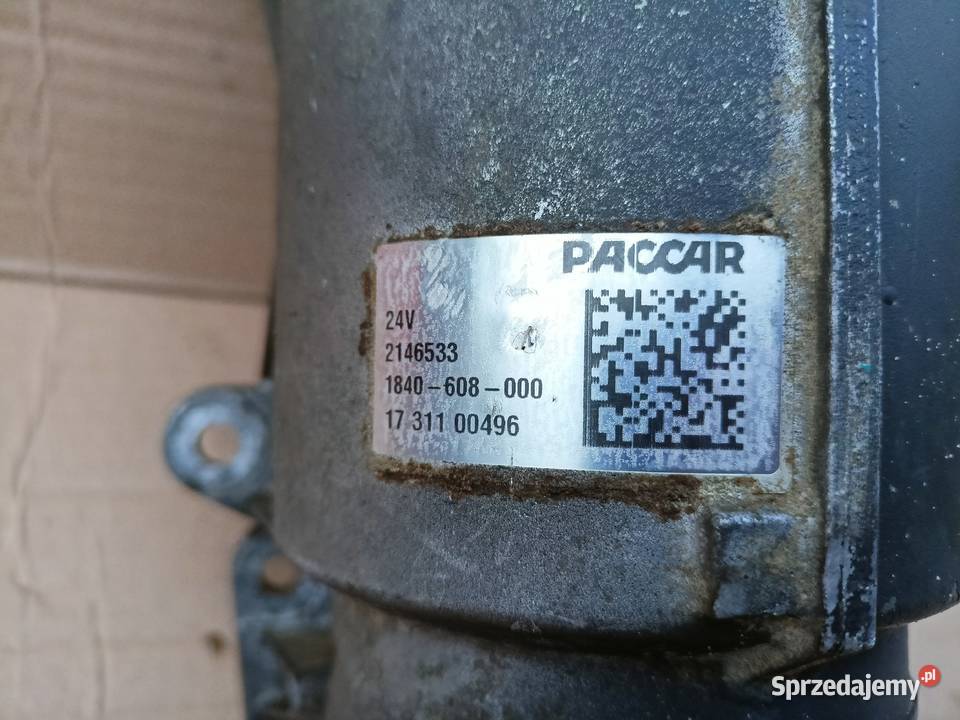 PACCAR
24V
2146533
1840-608-000
17 311 00496
Sprzedajemy.pl